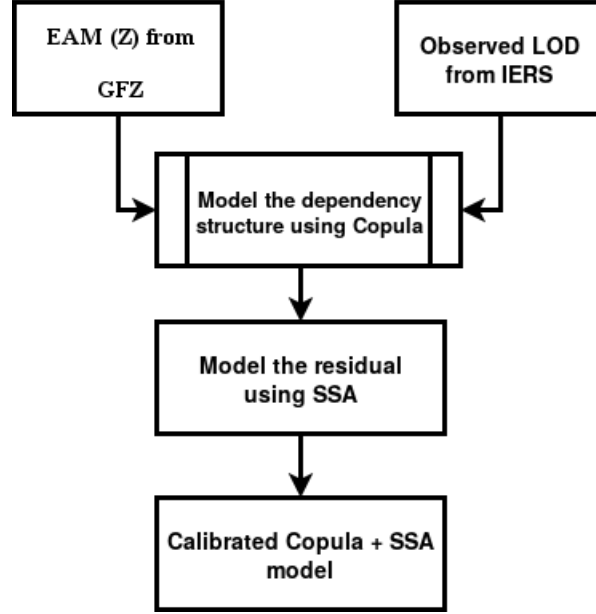 EAM (Z) from
GFZ
Observed LOD
from IERS
Model the dependency
structure using Copula
Model the residual
using SSA
Calibrated Copula + SSA
model